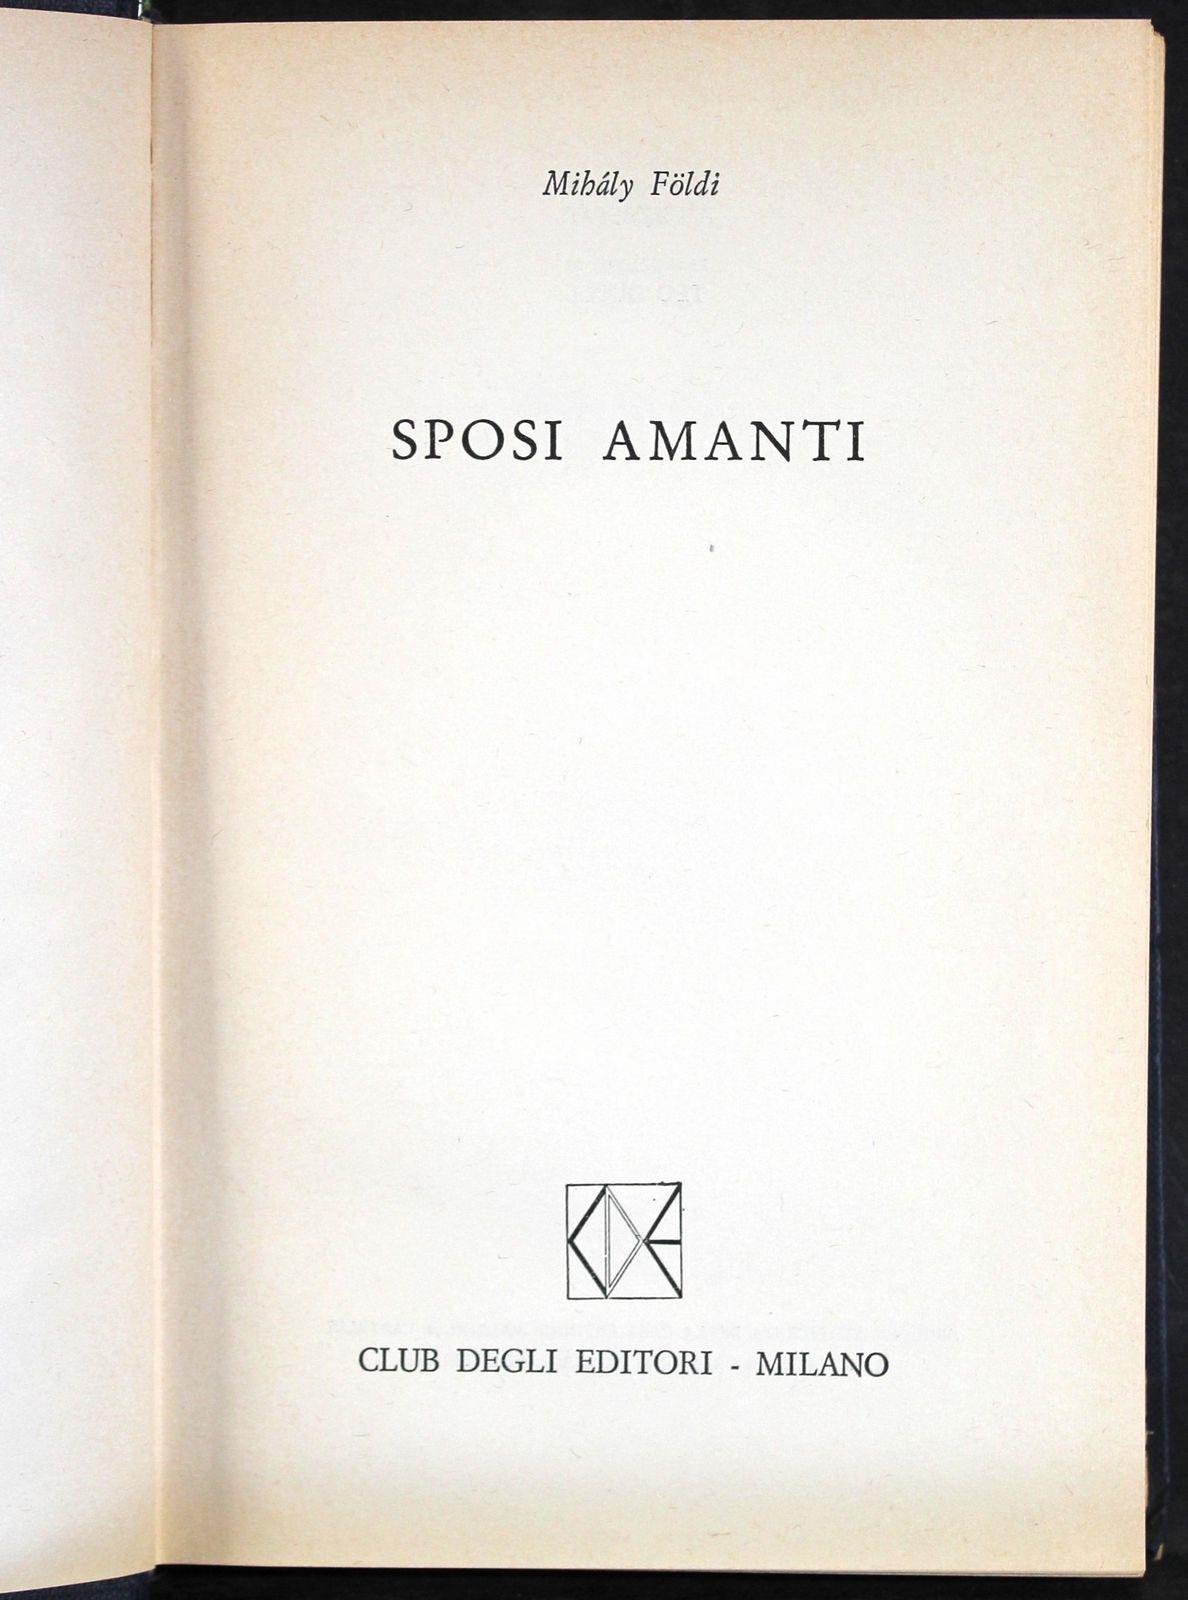 Mihály Földi
SPOSI AMANTI
CLUB DEGLI EDITORI - MILANO